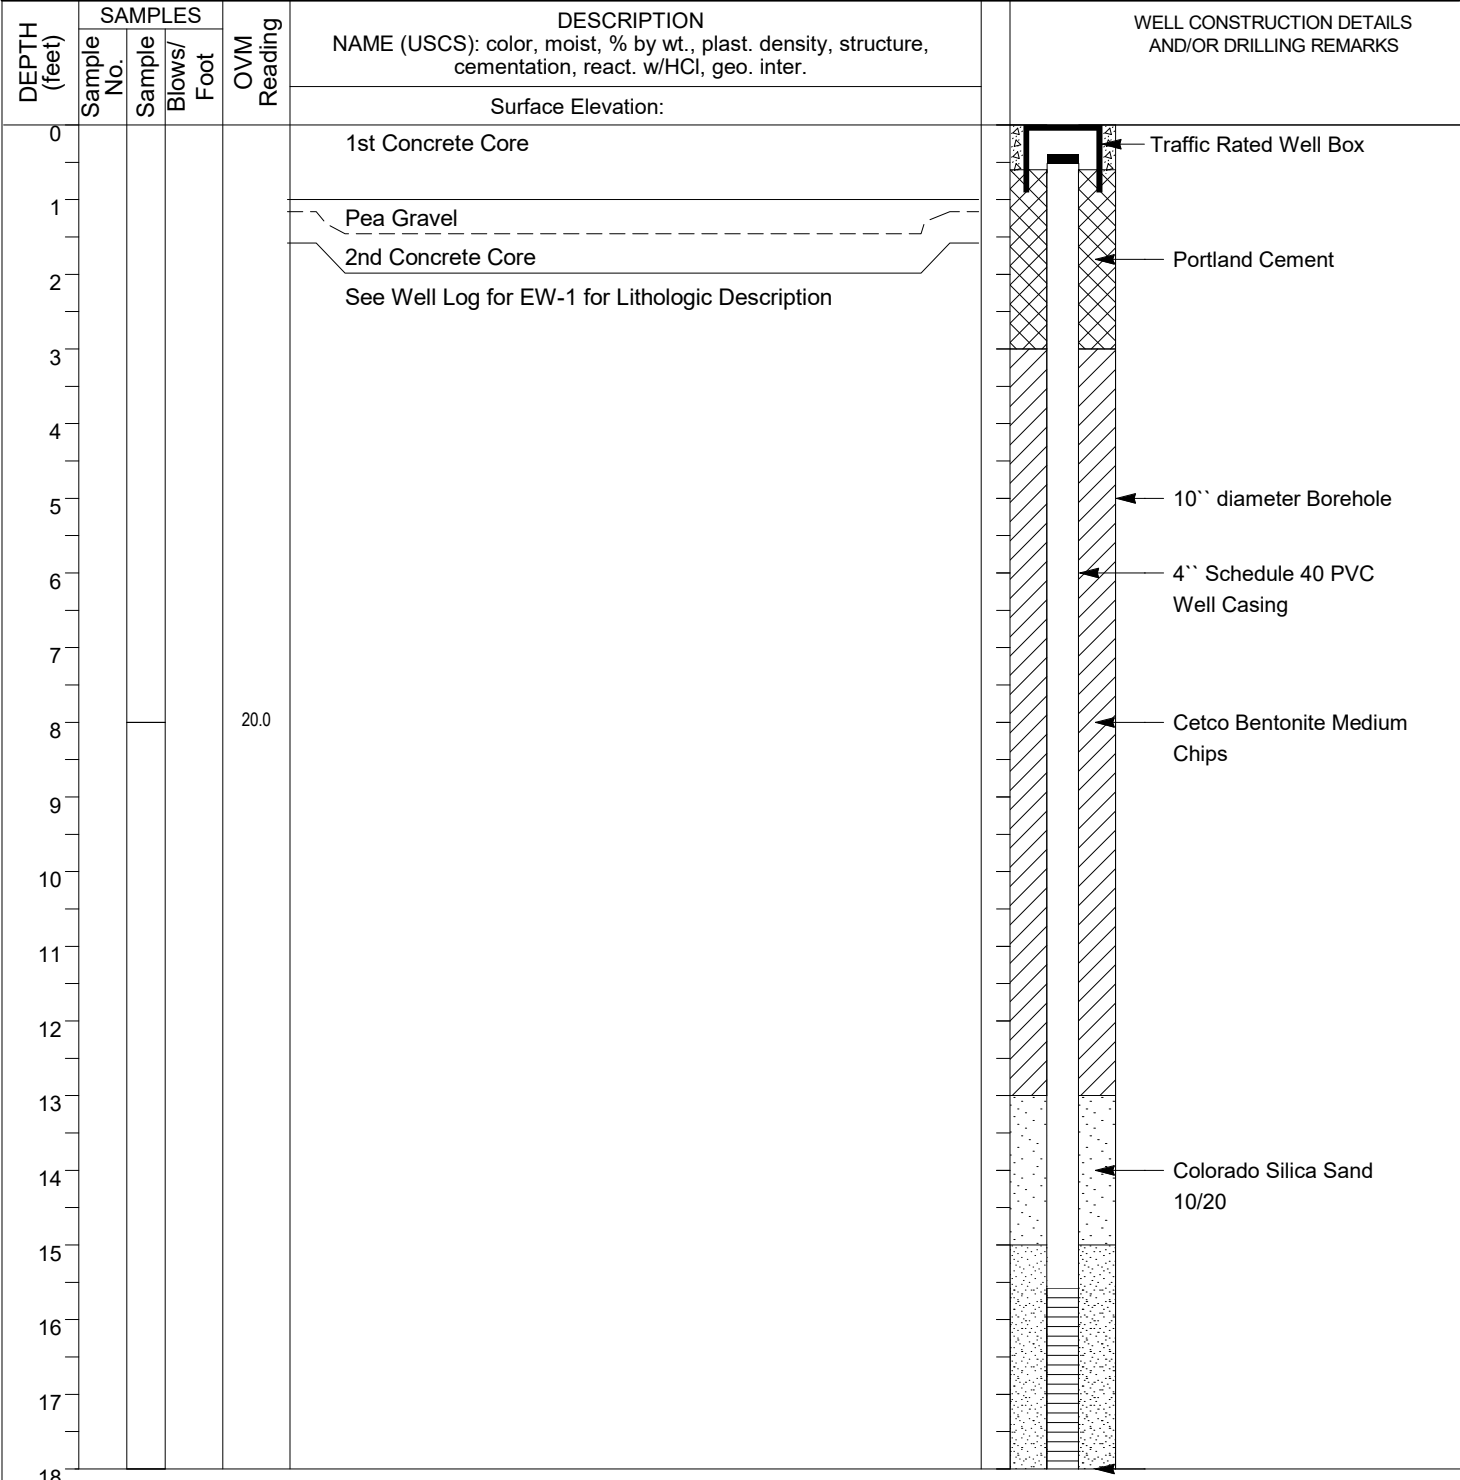 DEPTH
(feet)
SAMPLES
Sample
No.
Sample
Blows/
Foot
OVM
Reading
DESCRIPTION
NAME (USCS): color, moist, % by wt., plast. density, structure,
cementation, react. w/HCl, geo. inter.
Surface Elevation:
WELL CONSTRUCTION DETAILS
AND/OR DRILLING REMARKS
0
1st Concrete Core
Traffic Rated Well Box
1
Pea Gravel
2nd Concrete Core
Portland Cement
2
See Well Log for EW-1 for Lithologic Description
3
4
5
10`` diameter Borehole
6
4`` Schedule 40 PVC
Well Casing
7
8
20.0
Cetco Bentonite Medium
Chips
9
10
11
12
13
14
Colorado Silica Sand
10/20
15
16
17
18